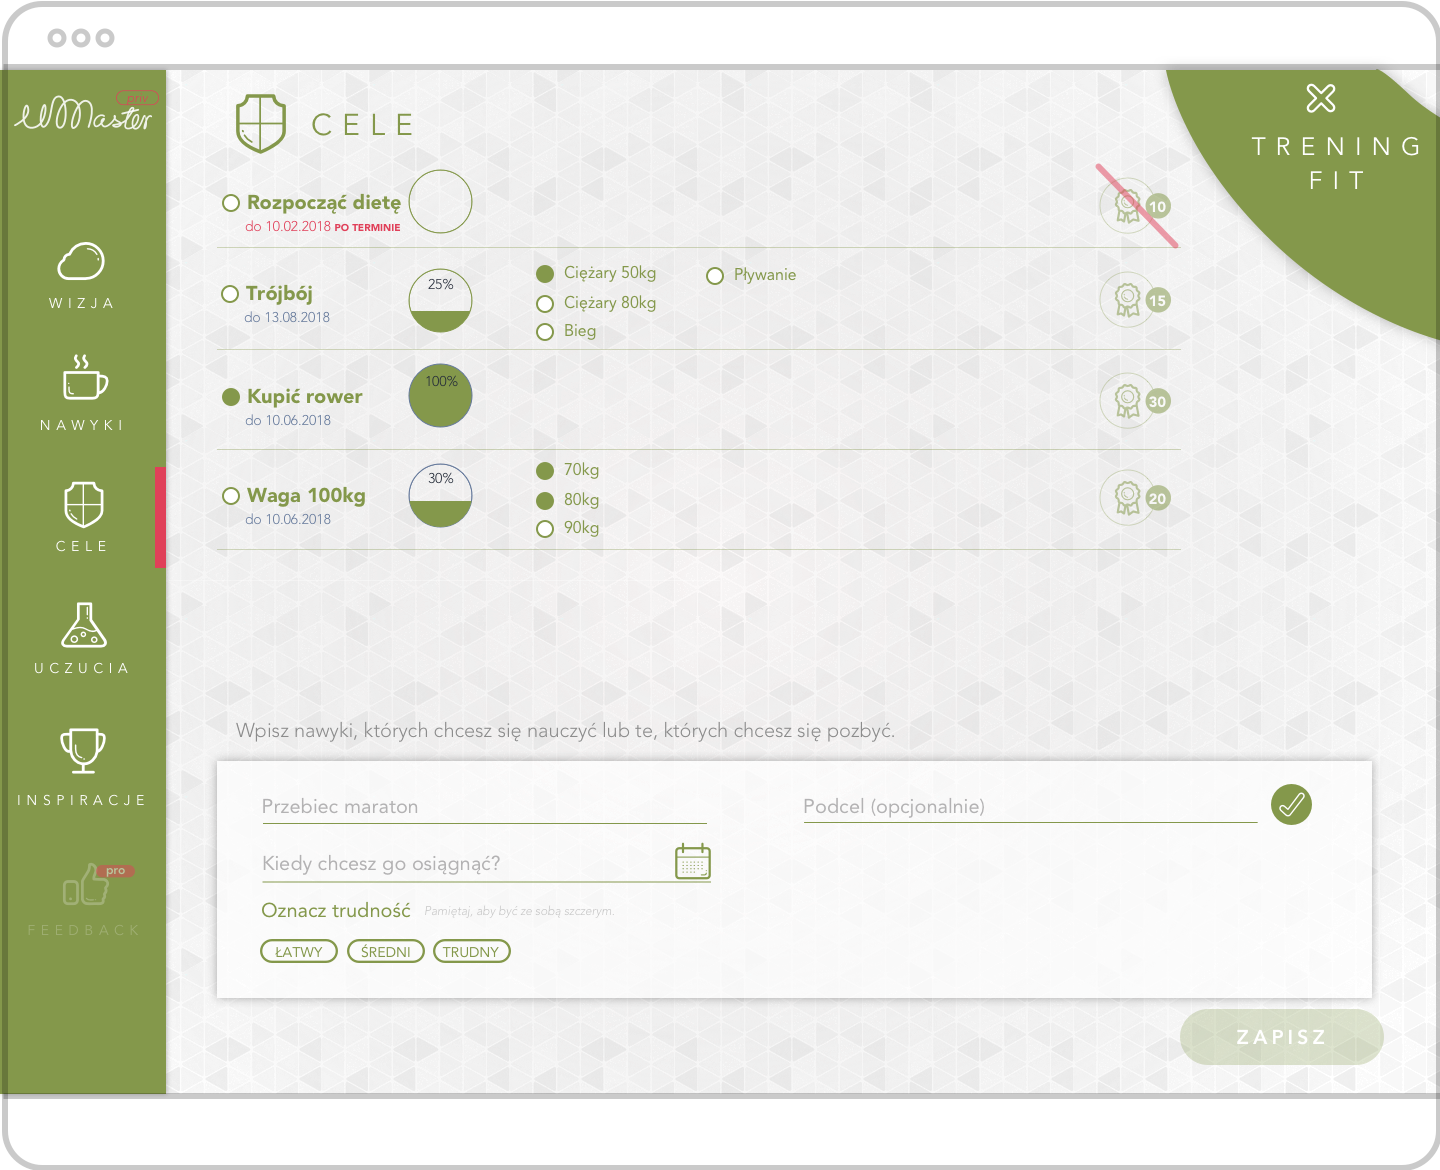 priv
UMaster
WIZJA
NAWYKI
CELE
UCZUCIA
INSPIRACJE
pro
FEEDBACK
CELE
TRENING
FIT
Rozpocząć dietę
do 10.02.2018 PO TERMINIE
10
Trójbój
do 13.08.2018
25%
Ciężary 50kg
Ciężary 80kg
Bieg
Pływanie
15
Kupić rower
do 10.06.2018
100%
30
Waga 100kg
do 10.06.2018
30%
70kg
80kg
90kg
20
Wpisz nawyki, których chcesz się nauczyć lub te, których chcesz się pozbyć.
Przebiec maraton
Podcel (opcjonalnie)
Kiedy chcesz go osiągnąć?
Oznacz trudność Pamiętaj, aby być ze sobą szczerym.
ŁATWY ŚREDNI TRUDNY
ZAPISZ